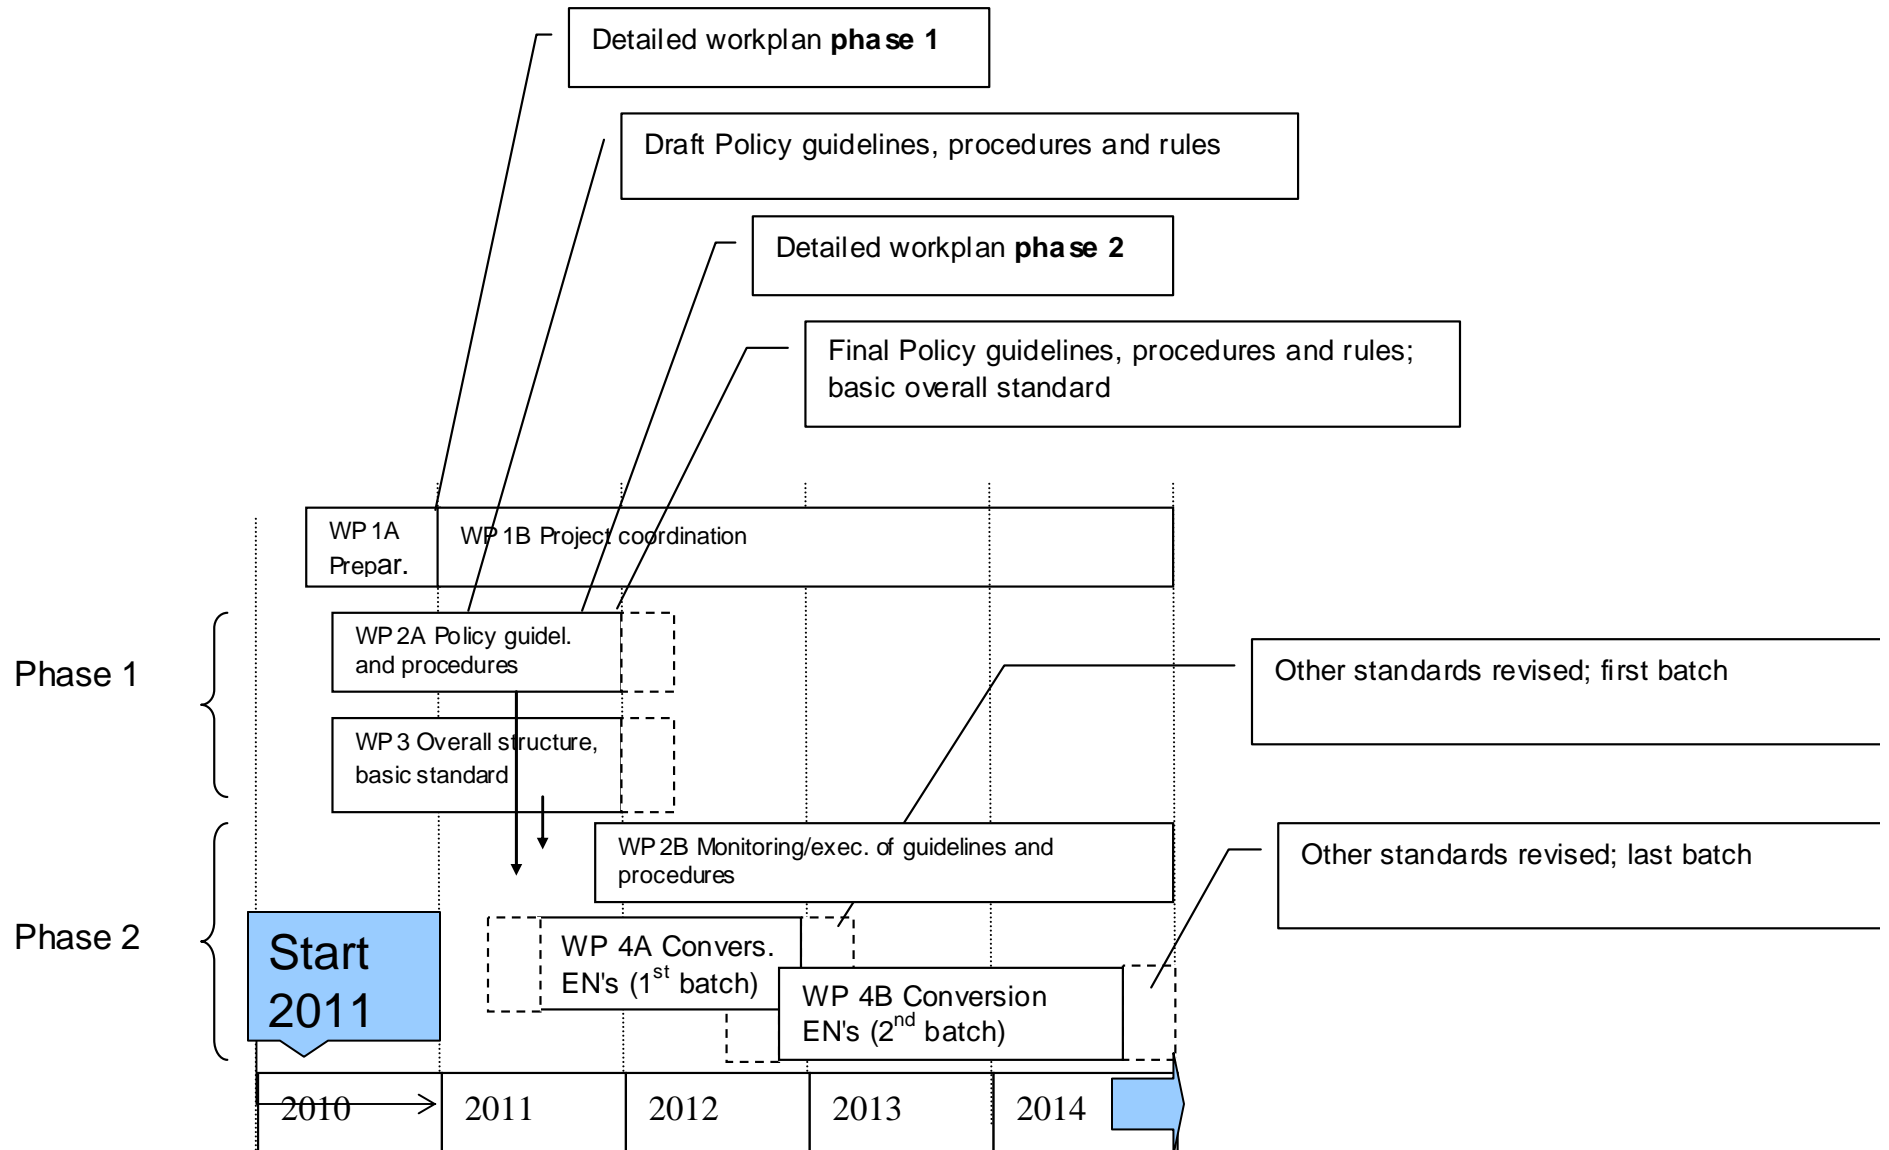 Detailed workplan phase 1
Draft Policy guidelines, procedures and rules
Detailed workplan phase 2
Final Policy guidelines, procedures and rules;
basic overall standard
WP 1A
Prepar.
WP 1B Project coordination
Phase 1
WP 2A Policy guidel.
and procedures
WP 3 Overall structure,
basic standard
Other standards revised; first batch
Phase 2
WP 2B Monitoring/exec. of guidelines and
procedures
Other standards revised; last batch
Start
2011
WP 4A Convers.
EN's (1st batch)
WP 4B Conversion
EN's (2nd batch)
2010 2011 2012 2013 2014